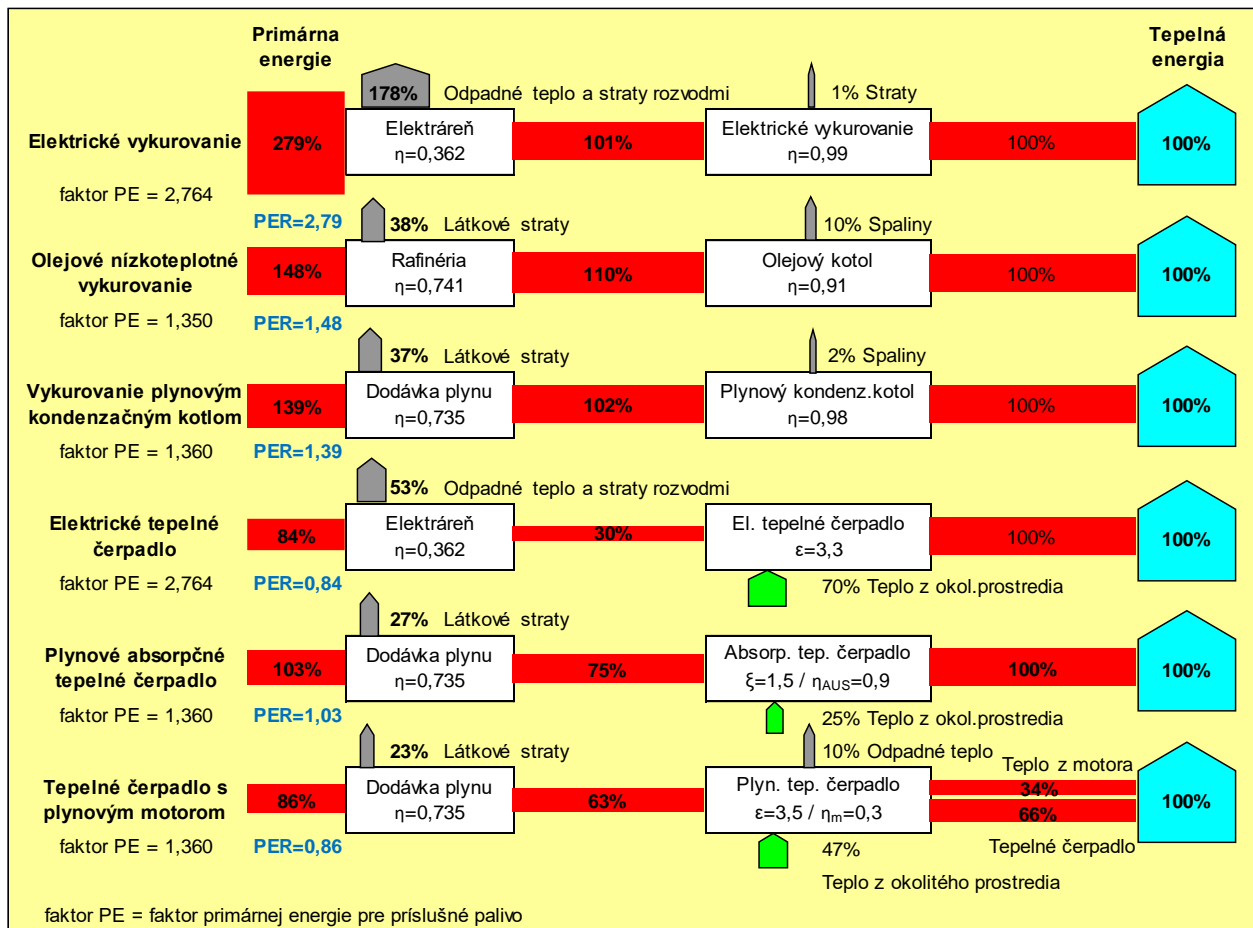 Primárna
energie
Tepelná
energia
178%
Odpadné teplo a straty rozvodmi
1% Straty
Elektrické vykurovanie
279%
Elektráreň
η=0,362
101%
Elektrické vykurovanie
η=0,99
100%
100%
faktor PE = 2,764
PER=2,79
38% Látkové straty
10% Spaliny
Olejové nízkoteplotné
vykurovanie
148%
Rafinéria
η=0,741
110%
Olejový kotol
η=0,91
100%
100%
faktor PE = 1,350
PER=1,48
37% Látkové straty
2% Spaliny
Vykurovanie plynovým
kondenzačným kotlom
139%
Dodávka plynu
η=0,735
102%
Plynový kondenz.kotol
η=0,98
100%
100%
faktor PE = 1,360
PER=1,39
53% Odpadné teplo a straty rozvodmi
Elektrické tepelné
čerpadlo
84%
Elektráreň
η=0,362
30%
El. tepelné čerpadlo
ε=3,3
100%
100%
faktor PE = 2,764
PER=0,84
70% Teplo z okol.prostredia
27% Látkové straty
Plynové absorpčné
tepelné čerpadlo
103%
Dodávka plynu
η=0,735
75%
Absorp. tep. čerpadlo
ξ=1,5 / ηAUS=0,9
100%
100%
faktor PE = 1,360
PER=1,03
25% Teplo z okol.prostredia
23% Látkové straty
10% Odpadné teplo
Teplo z motora
Tepelné čerpadlo s
plynovým motorom
86%
Dodávka plynu
η=0,735
63%
Plyn. tep. čerpadlo
ε=3,5 / ηm=0,3
34%
66%
100%
faktor PE = 1,360
PER=0,86
47%
Teplo z okolitého prostredia
Tepelné čerpadlo
faktor PE = faktor primárnej energie pre príslušné palivo